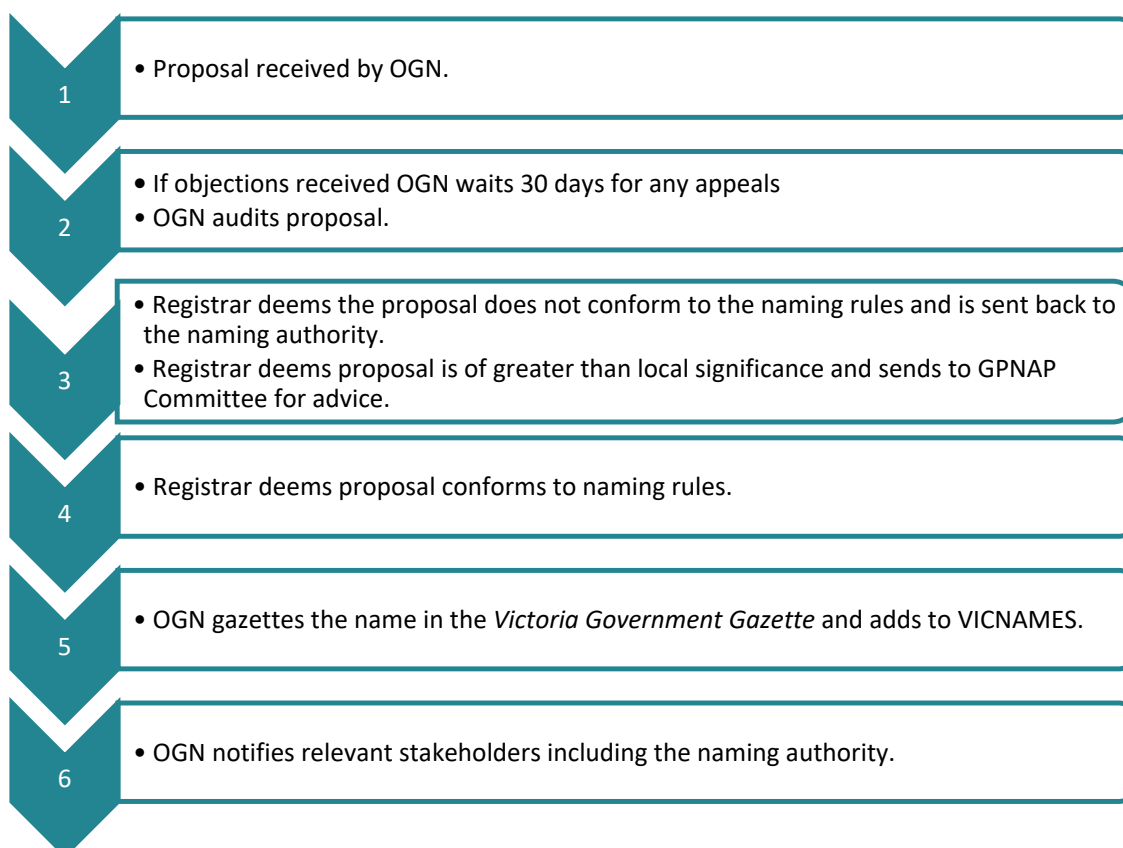 1
• Proposal received by OGN.
2
• If objections received OGN waits 30 days for any appeals
• OGN audits proposal.
3
• Registrar deems the proposal does not conform to the naming rules and is sent back to
the naming authority.
• Registrar deems proposal is of greater than local significance and sends to GPNAP
Committee for advice.
4
• Registrar deems proposal conforms to naming rules.
5
• OGN gazettes the name in the Victoria Government Gazette and adds to VICNAMES.
6
• OGN notifies relevant stakeholders including the naming authority.